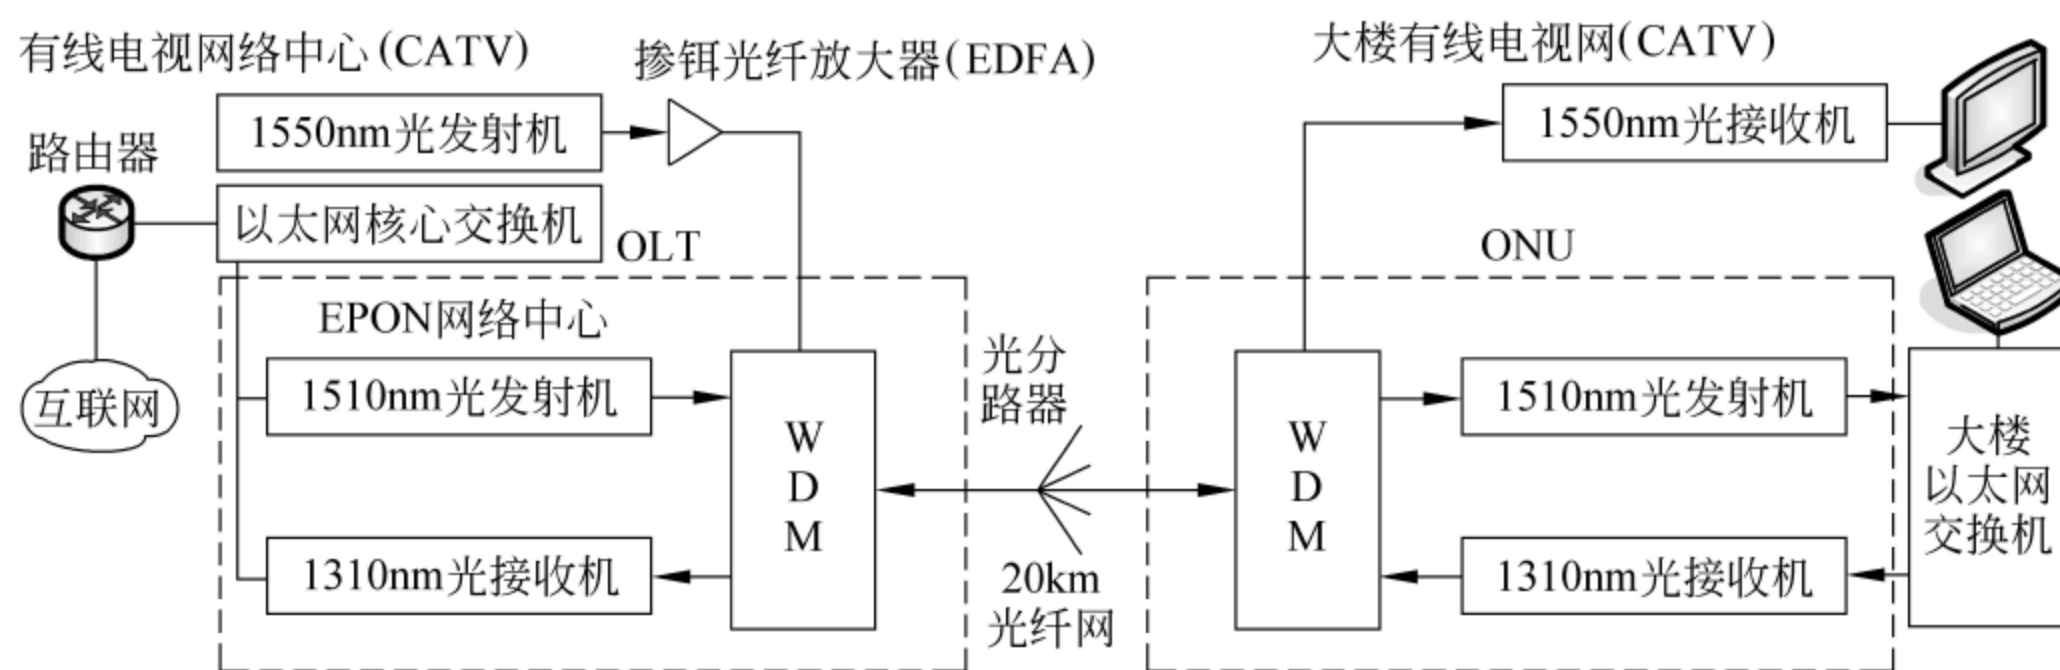 有线电视网络中心(CATV)
掺铒光纤放大器(EDFA)
大楼有线电视网(CATV)
1550nm光发射机
1550nm光接收机
路由器
以太网核心交换机
OLT
ONU
EPON网络中心
光分
路器
互联网
1510nm光发射机
W
D
M
W
D
M
1510nm光发射机
大楼
以太网
交换机
1310nm光接收机
20km
光纤网
1310nm光接收机